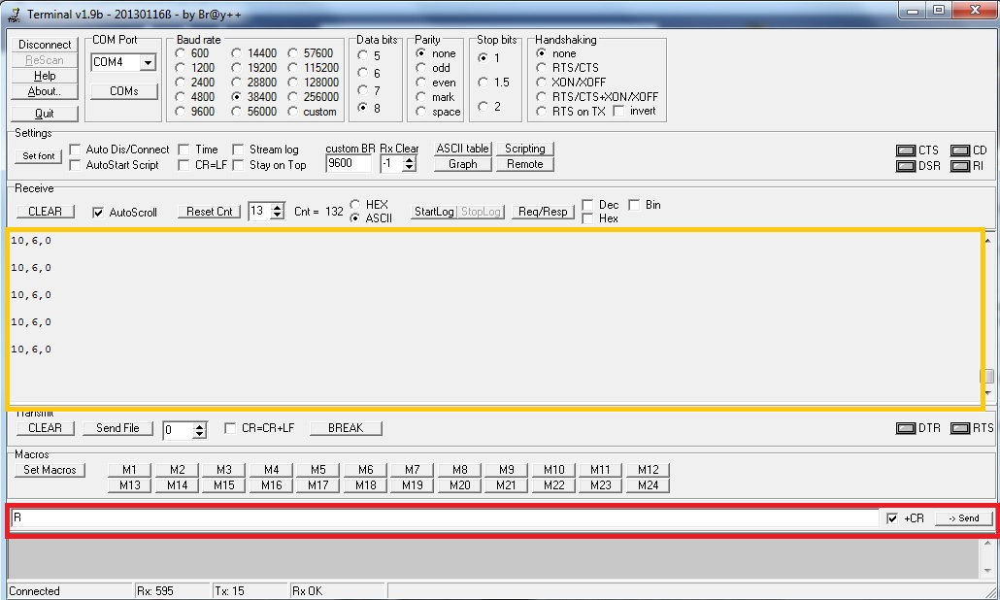 Terminal v1.9b - 20130116ß - by Br@y++
Disconnect
ReScan
Help
About..
Quit
COM Port
COM4
COMs
Baud rate
600 14400 57600
1200 19200 115200
2400 28800 128000
4800 38400 256000
9600 56000 custom
Data bits
5
6
7
8
Parity
none
odd
even
mark
space
Stop bits
1
1.5
2
Handshaking
none
RTS/CTS
XON/XOFF
RTS/CTS+XON/XOFF
RTS on TX invert
Settings
Set font
Auto Dis/Connect Time Stream log
AutoStart Script CR=LF Stay on Top
custom BR Rx Clear
9600 -1
ASCII table Scripting
Graph Remote
CTS CD
DSR RI
Receive
CLEAR AutoScroll Reset Cnt 13 Cnt = 132
HEX
ASCII
StartLog StopLog Req/Resp
Dec Bin
Hex
10,6,0
10,6,0
10,6,0
10,6,0
10,6,0
Transmit
CLEAR Send File 0 CR=CR+LF BREAK DTR RTS
Macros
Set Macros M1 M2 M3 M4 M5 M6 M7 M8 M9 M10 M11 M12
M13 M14 M15 M16 M17 M18 M19 M20 M21 M22 M23 M24
R +CR -> Send
Connected Rx: 595 Tx: 15 Rx OK